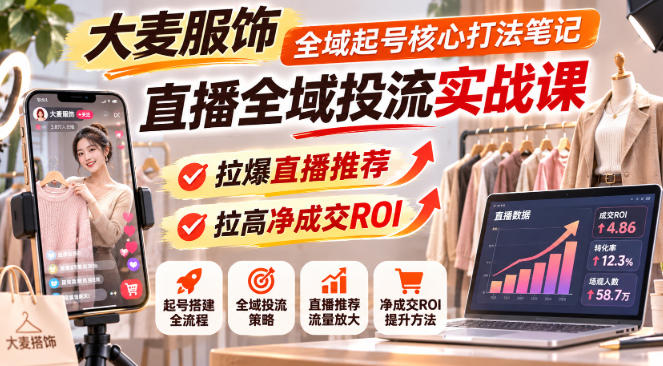 大麦服饰
全域起号核心打法笔记
直播全域投流实战课
拉爆直播推荐
拉高净成交ROI
大麦服饰
直播数据
成交ROI
4.86
转化率
12.3%
场观人数
58.7万
起号搭建
全流程
全域投流
策略
直播推荐
流量放大
净成交ROI
提升方法
大麦搭饰